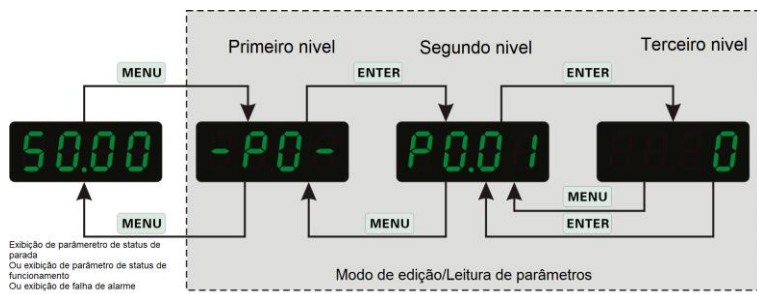 Primeiro nivel
Segundo nivel
Terceiro nivel
MENU
ENTER
ENTER
50.00
-P0-
P0.01
0
MENU
MENU
MENU
ENTER
Exibição de parâmeretro de status de
parada
Ou exibição de parâmetro de status de
funcionamento
Ou exibição de falha de alarme
Modo de edição/Leitura de parâmetros